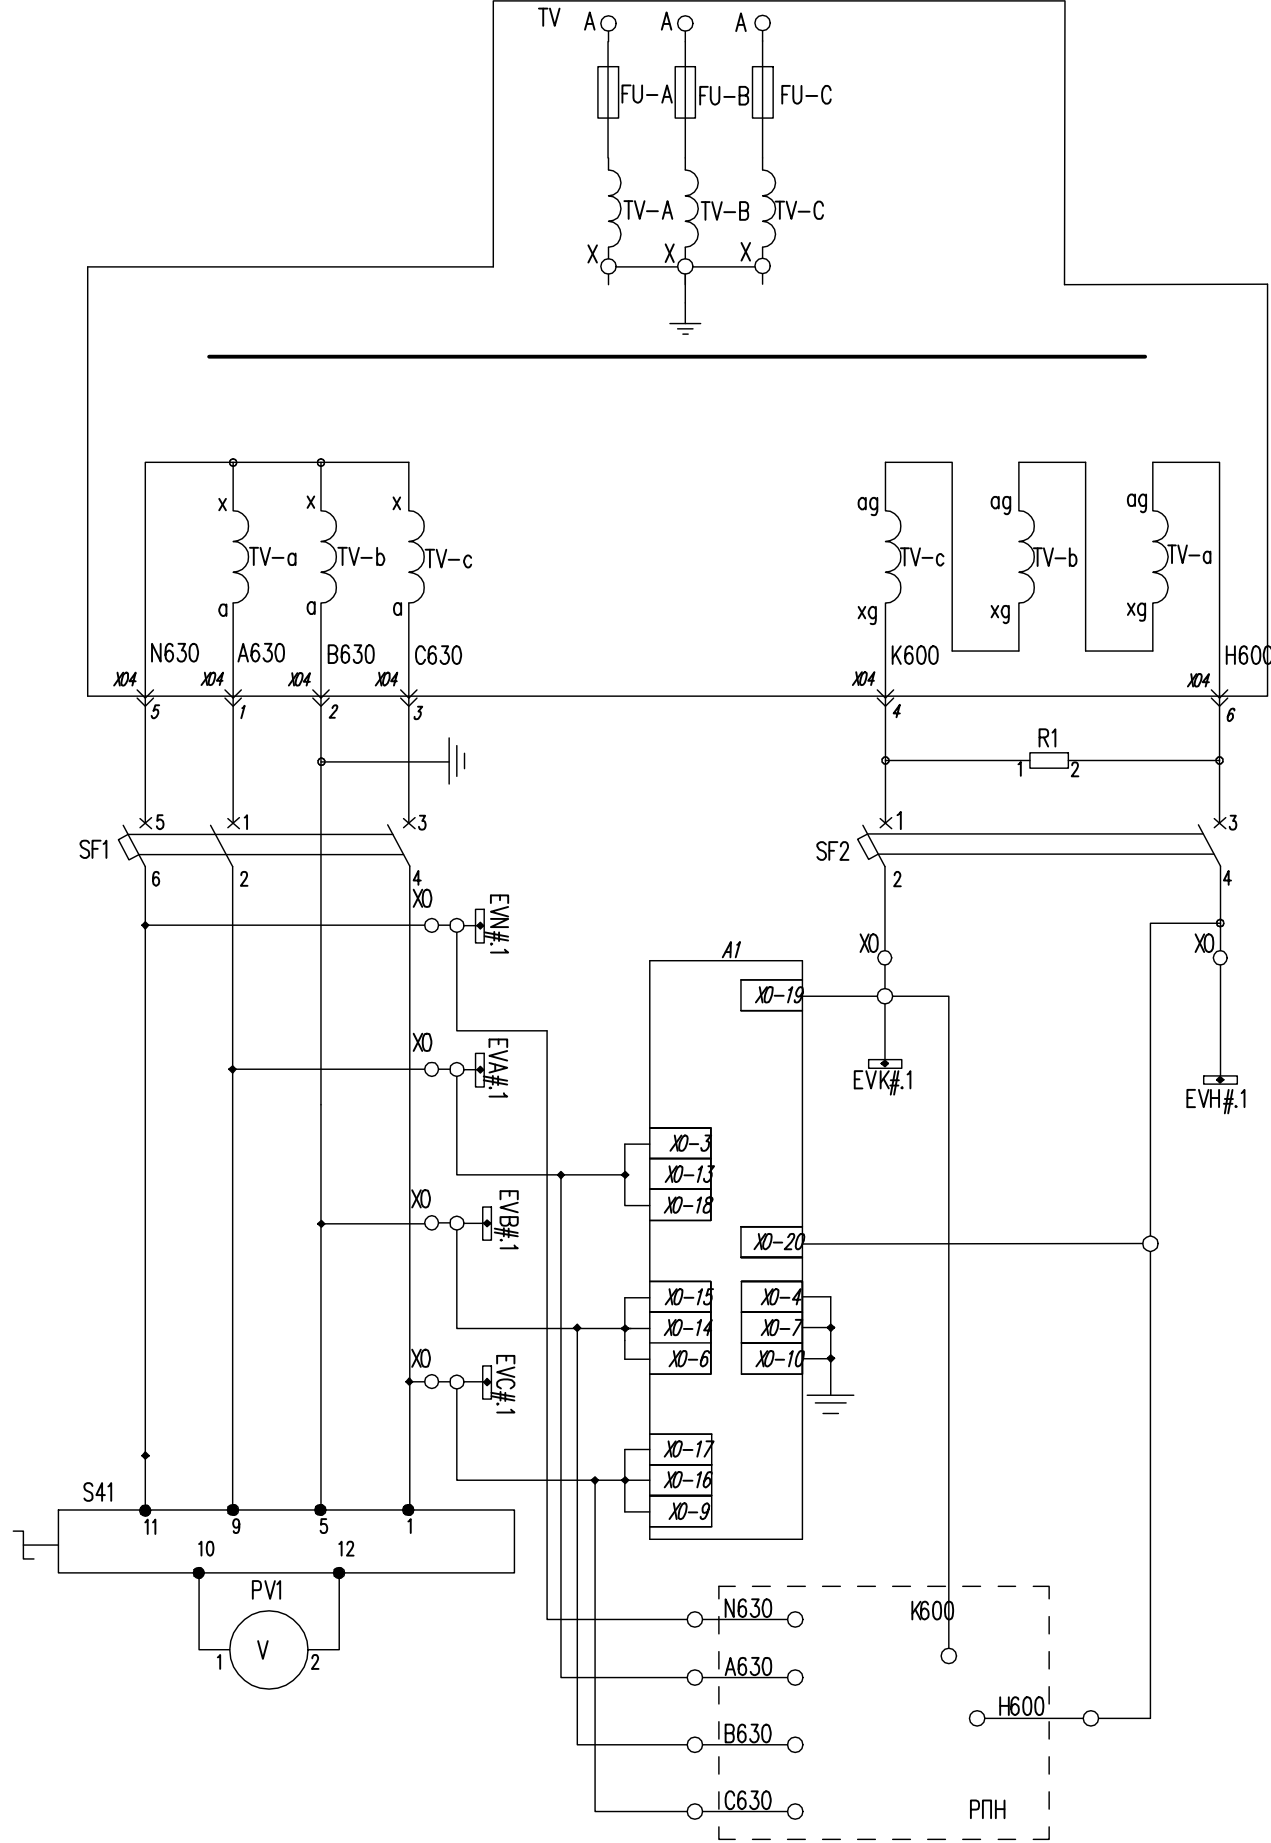 TV A A A
FU-A FU-B FU-C
TV-A TV-B TV-C
X X X
x x x ag ag ag
TV-a TV-b TV-c TV-c TV-b TV-a
a a a xg xg xg
N630 A630 B630 C630 K600 H600
X04 X04 X04 X04 X04 X04
5 1 2 3 4 6
R1
1 2
5 1 3 1 3
SF1 SF2
6 2 4 2 4
X0 EVN#.1
X0 X0
A1
X0-19
X0 EVA#.1
EVK#.1 EVH#.1
X0-3
X0-13
X0-18
X0 EVB#.1
X0-20
X0-15 X0-4
X0-14 X0-7
X0-6 X0-10
X0 EVC#.1
X0-17
X0-16
X0-9
S41
11 9 5 1
10 12
PV1
V
1 2
N630 K600
A630
H600
B630
C630
РПН